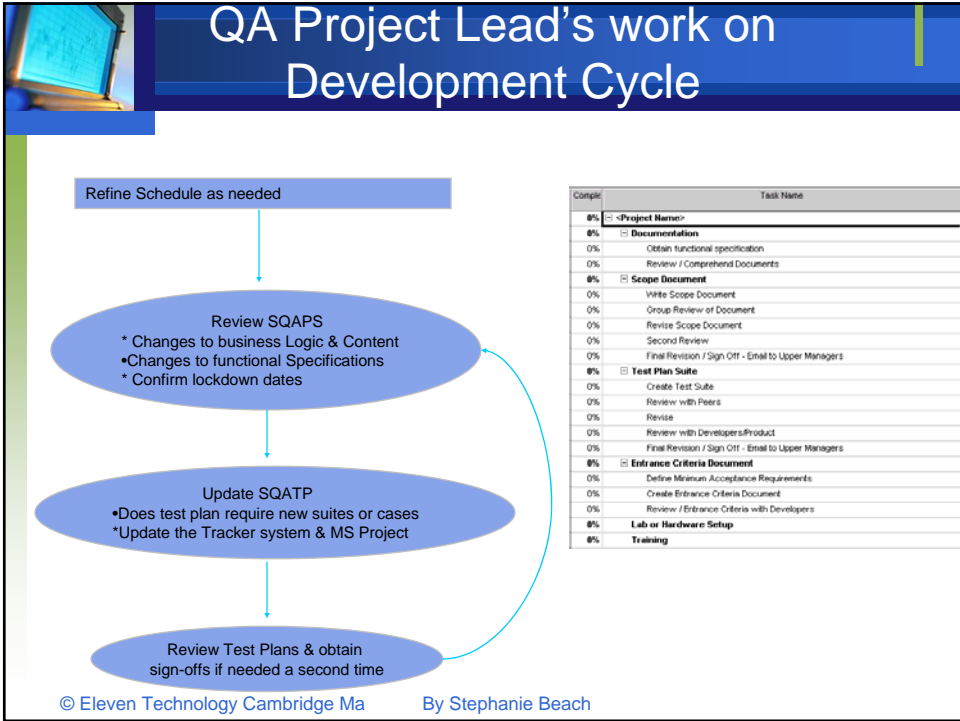 QA Project Lead's work on
Development Cycle
Refine Schedule as needed
Review SQAPS
* Changes to business Logic & Content
•Changes to functional Specifications
* Confirm lockdown dates
Update SQATP
•Does test plan require new suites or cases
*Update the Tracker system & MS Project
Review Test Plans & obtain
sign-offs if needed a second time
Comple Task Name
0% <Project Name>
0% Documentation
0% Obtain functional specification
0% Review / Comprehend Documents
0% Scope Document
0% Write Scope Document
0% Group Review of Document
0% Revise Scope Document
0% Second Review
0% Final Revision / Sign Off - Email to Upper Managers
0% Test Plan Suite
0% Create Test Suite
0% Review with Peers
0% Revise
0% Review with Developers/Product
0% Final Revision / Sign Off - Email to Upper Managers
0% Entrance Criteria Document
0% Define Minimum Acceptance Requirements
0% Create Entrance Criteria Document
0% Review / Entrance Criteria with Developers
0% Lab or Hardware Setup
0% Training
© Eleven Technology Cambridge Ma By Stephanie Beach